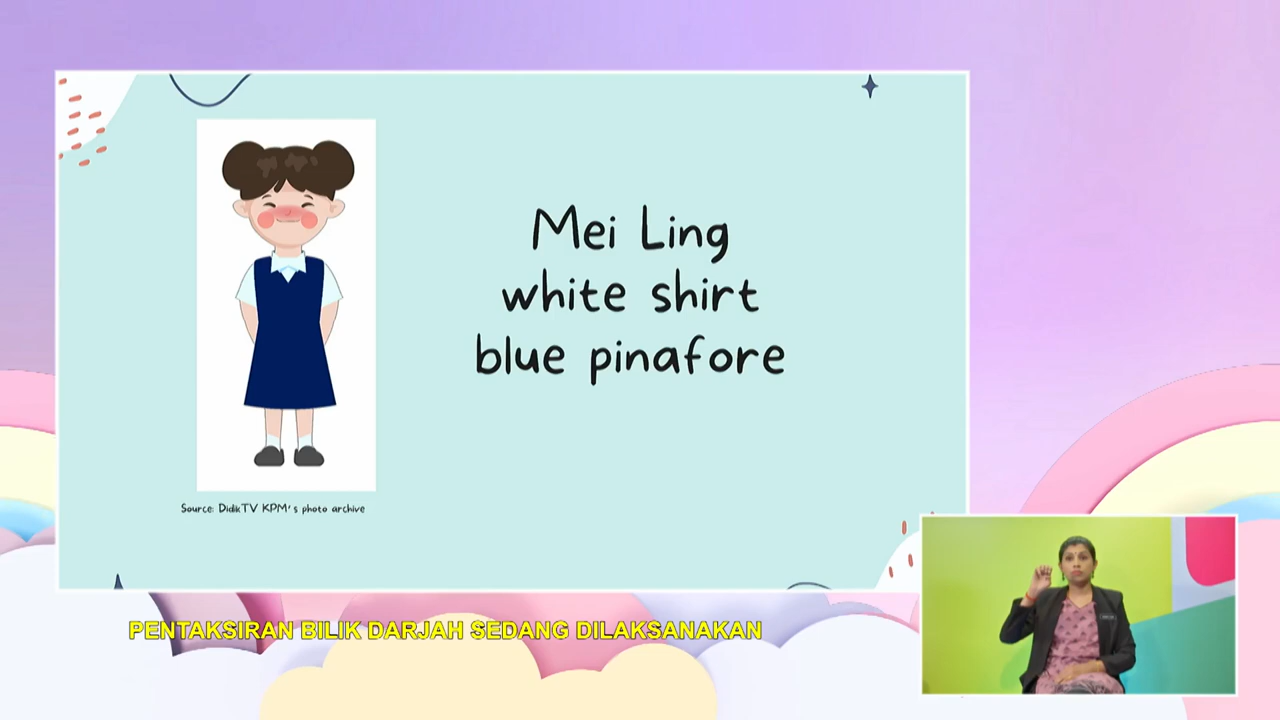 Mei Ling
white shirt
blue pinafore
Source: DidikTV KPM's photo archive
PENTAKSIRAN BILIK DARJAH SEDANG DILAKSANAKAN